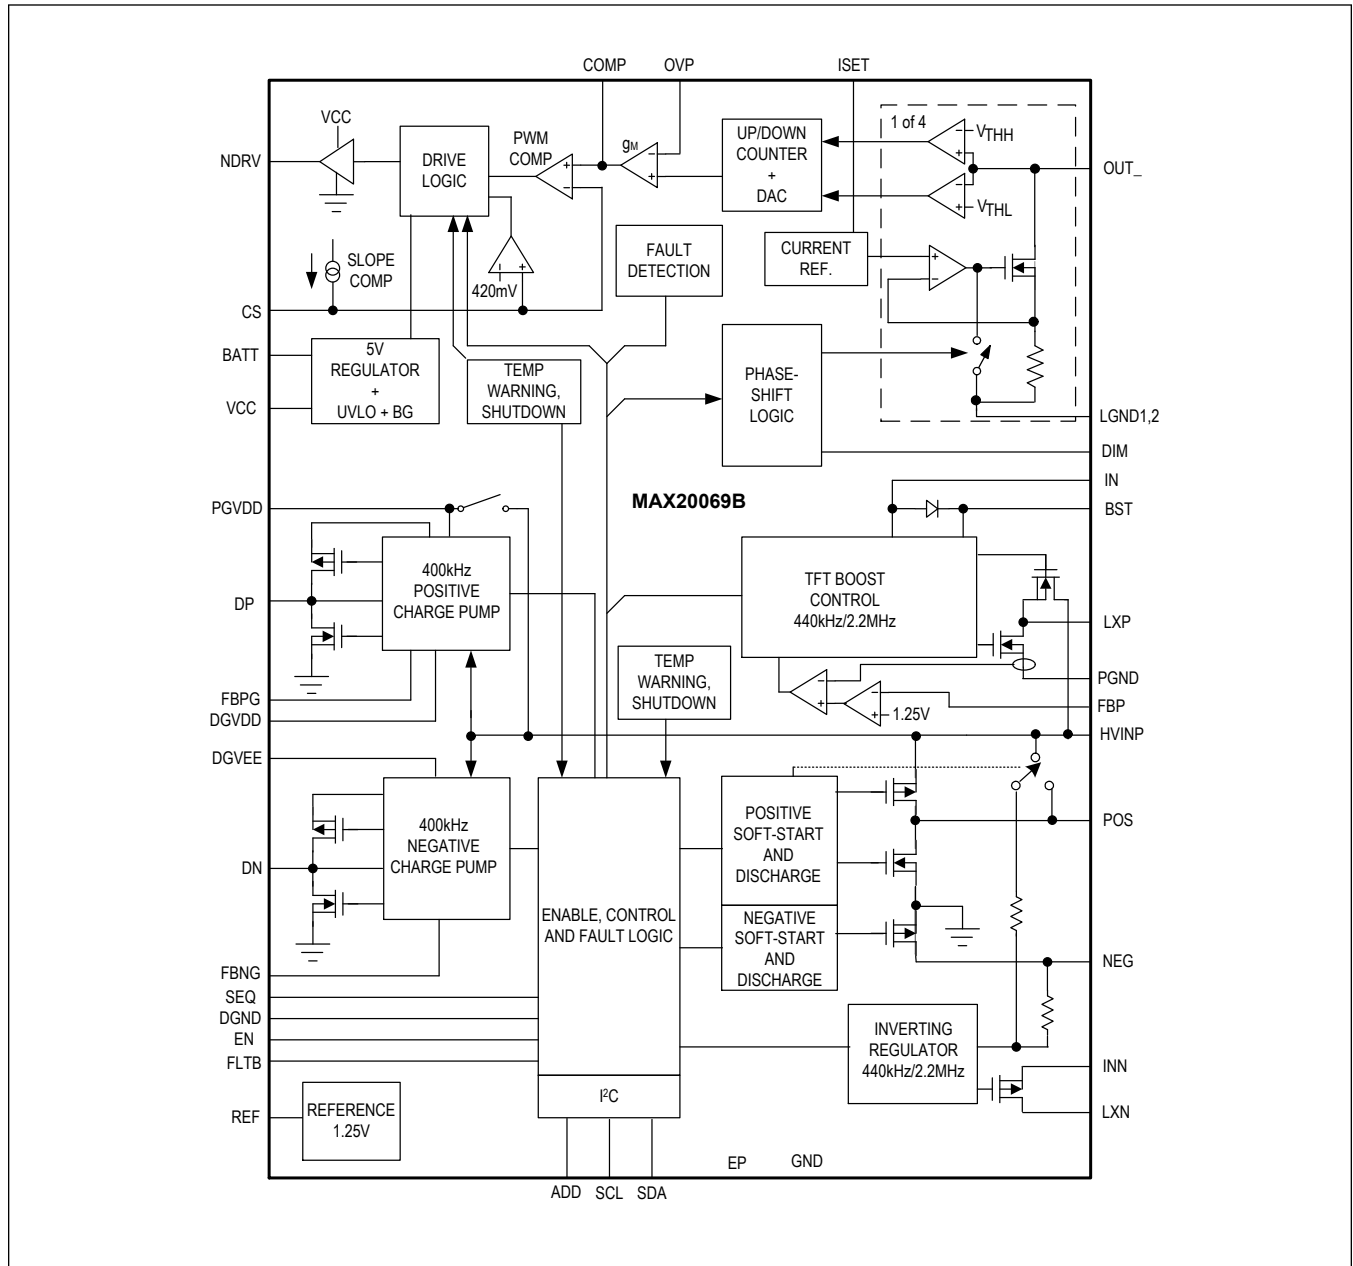 COMP OVP ISET
VCC
NDRV
DRIVE
LOGIC
PWM
COMP
+
−
gM
−
+
UP/DOWN
COUNTER
+
DAC
1 of 4
−
+
VTHH
−
+
VTHL
OUT_
SLOPE
COMP
420mV
−
+
FAULT
DETECTION
CURRENT
REF.
+
−
CS
BATT
VCC
5V
REGULATOR
+
UVLO + BG
TEMP
WARNING,
SHUTDOWN
PHASE-
SHIFT
LOGIC
LGND1,2
DIM
IN
BST
MAX20069B
PGVDD
DP
400kHz
POSITIVE
CHARGE PUMP
TFT BOOST
CONTROL
440kHz/2.2MHz
LXP
PGND
FBP
HVINP
−
+
−
+
1.25V
TEMP
WARNING,
SHUTDOWN
FBPG
DGVDD
DGVEE
DN
400kHz
NEGATIVE
CHARGE PUMP
ENABLE, CONTROL
AND FAULT LOGIC
POSITIVE
SOFT-START
AND
DISCHARGE
NEGATIVE
SOFT-START
AND
DISCHARGE
POS
NEG
FBNG
SEQ
DGND
EN
FLTB
INVERTING
REGULATOR
440kHz/2.2MHz
INN
LXN
I²C
REF
REFERENCE
1.25V
EP GND
ADD SCL SDA